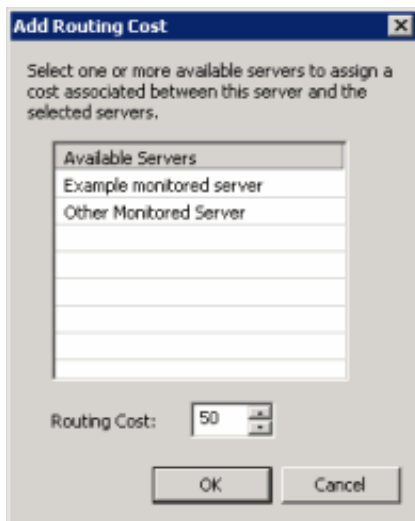 Add Routing Cost
Select one or more available servers to assign a
cost associated between this server and the
selected servers.
Available Servers
Example monitored server
Other Monitored Server
Routing Cost: 50
OK Cancel